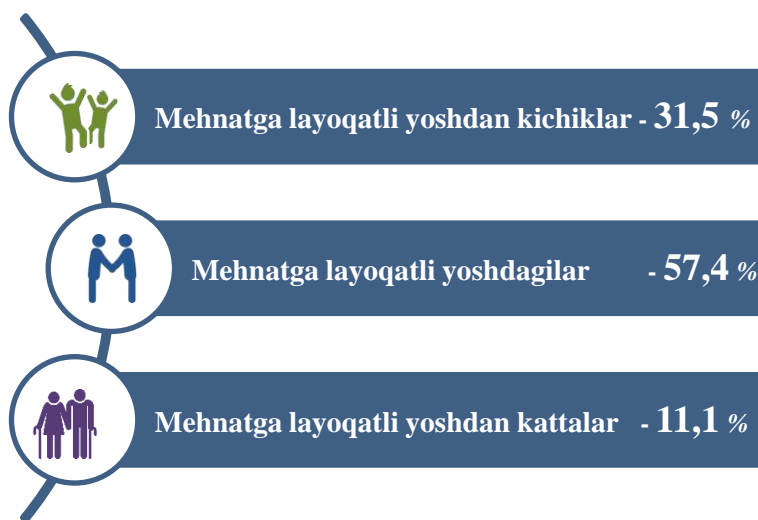 Mehnatga layoqatli yoshdan kichiklar - 31,5 %
Mehnatga layoqatli yoshdagilar - 57,4 %
Mehnatga layoqatli yoshdan kattalar - 11,1 %